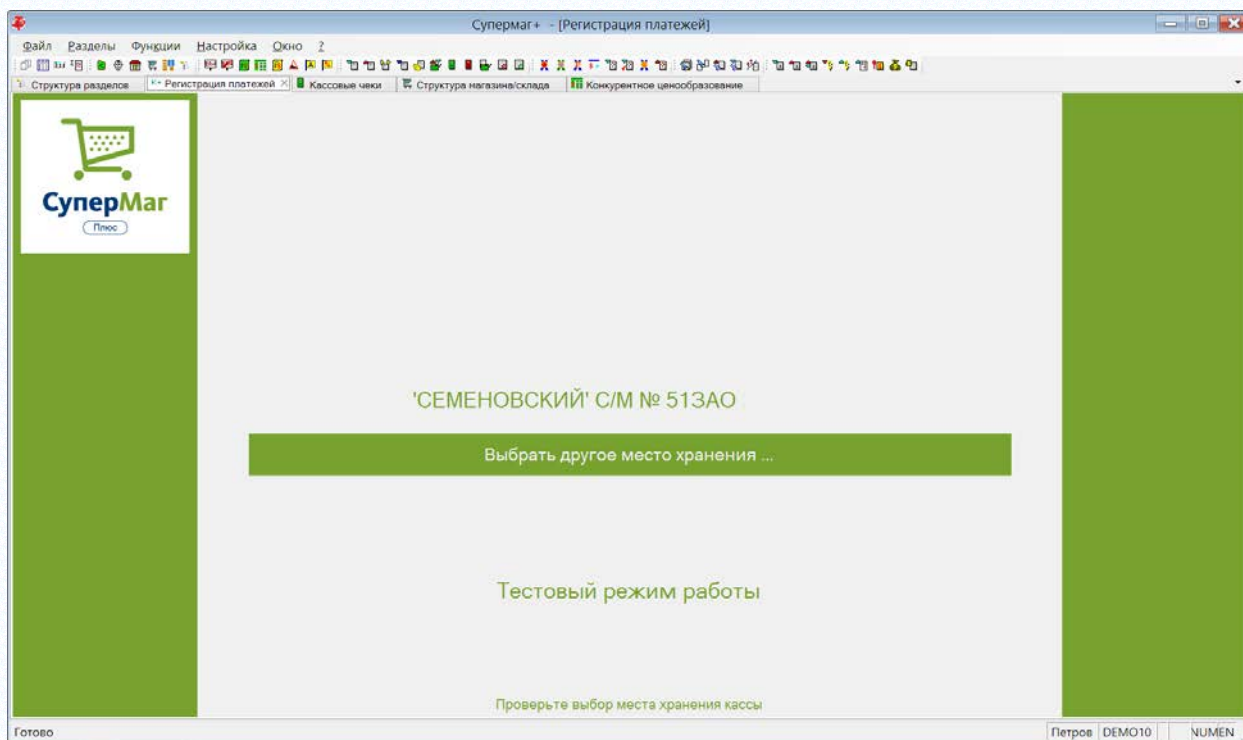 Супермаг+ - [Регистрация платежей]
Файл Разделы Функции Настройка Окно ?
Структура разделов Регистрация платежей Кассовые чеки Структура магазина/склада Конкурентное ценообразование
СуперМаг
Плюс
'СЕМЕНОВСКИЙ' С/М № 513АО
Выбрать другое место хранения ...
Тестовый режим работы
Проверьте выбор места хранения кассы
Готово Петров DEMO10 NUM EN